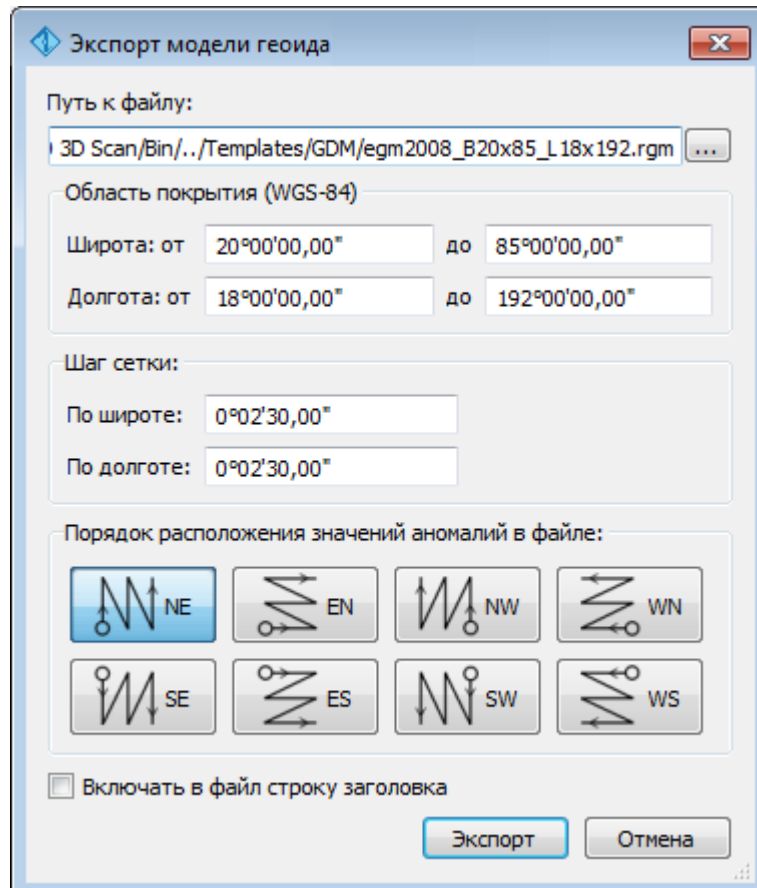 Экспорт модели геоида
Путь к файлу:
3D Scan/Bin/../Templates/GDM/egm2008_B20x85_L18x192.rgm ...
Область покрытия (WGS-84)
Широта: от 20°00'00,00" до 85°00'00,00"
Долгота: от 18°00'00,00" до 192°00'00,00"
Шаг сетки:
По широте: 0°02'30,00"
По долготе: 0°02'30,00"
Порядок расположения значений аномалий в файле:
NE EN NW WN
SE ES SW WS
Включать в файл строку заголовка
Экспорт Отмена